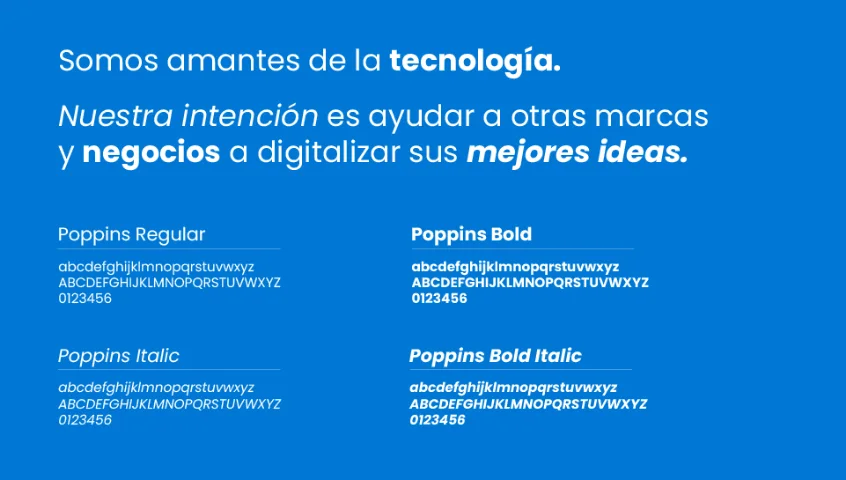 Somos amantes de la tecnología.
Nuestra intención es ayudar a otras marcas
y negocios a digitalizar sus mejores ideas.
Poppins Regular
abcdefghijklmnopqrstuvwxyz
ABCDEFGHIJKLMNOPQRSTUVWXYZ
0123456
Poppins Bold
abcdefghijklmnopqrstuvwxyz
ABCDEFGHIJKLMNOPQRSTUVWXYZ
0123456
Poppins Italic
abcdefghijklmnopqrstuvwxyz
ABCDEFGHIJKLMNOPQRSTUVWXYZ
0123456
Poppins Bold Italic
abcdefghijklmnopqrstuvwxyz
ABCDEFGHIJKLMNOPQRSTUVWXYZ
0123456